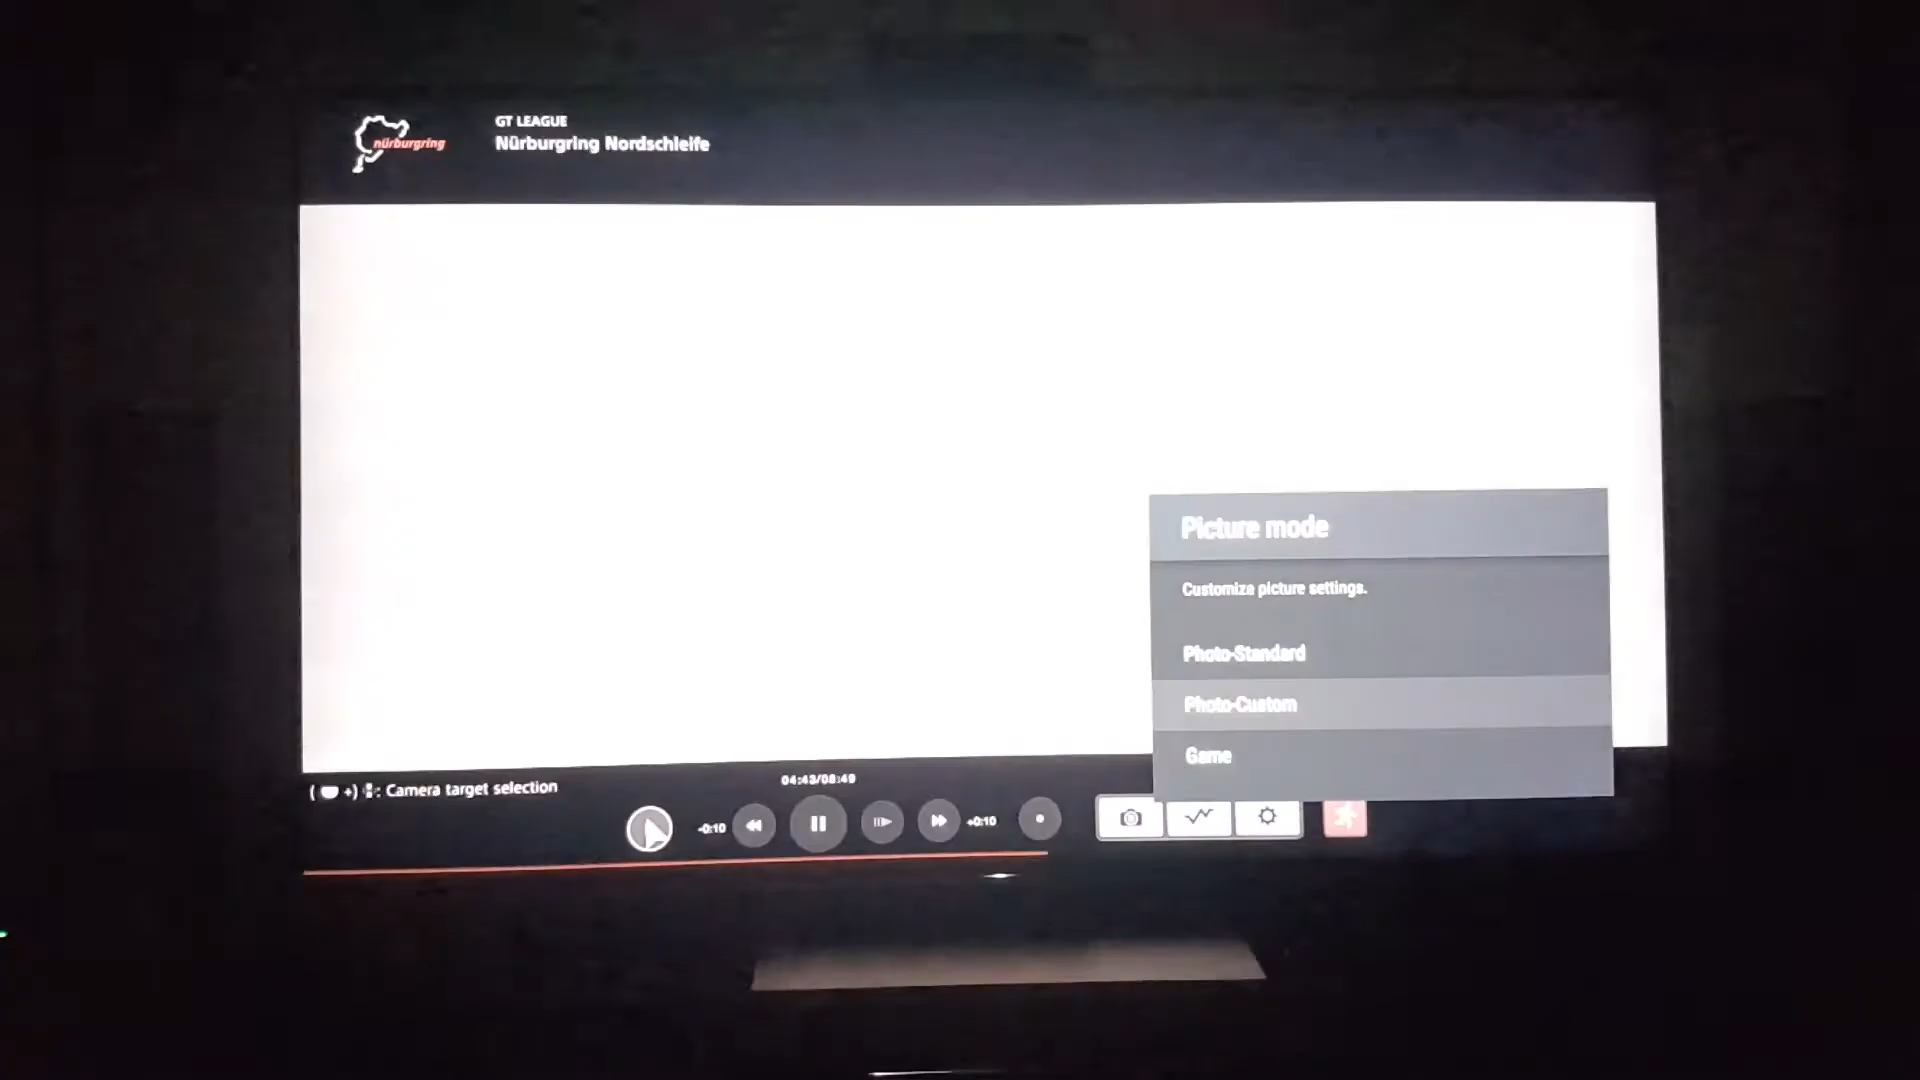 nürburgring
GT LEAGUE
Nürburgring Nordschleife
Picture mode
Customize picture settings.
Photo-Standard
Photo-Custom
Game
( +) : Camera target selection
04:43/08:49
-0:10
+0:10